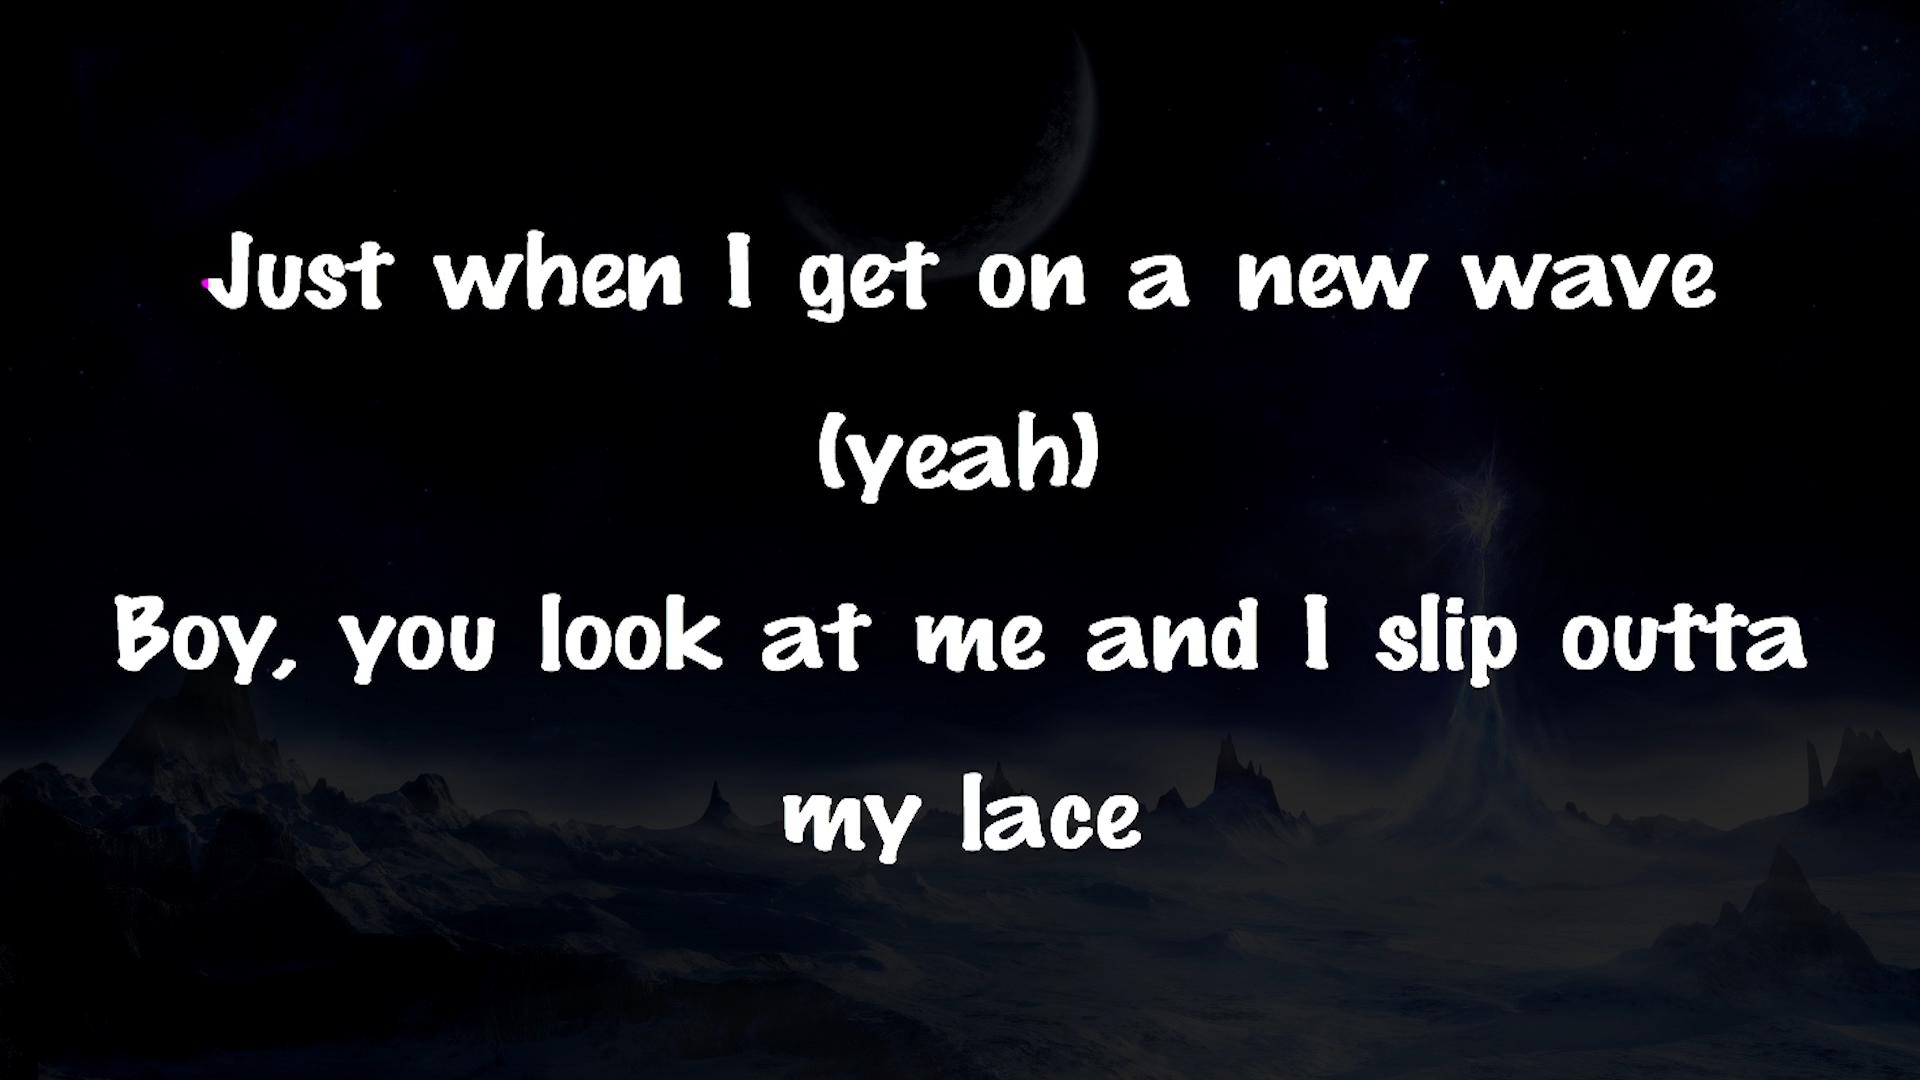 Just when I get on a new wave
(yeah)
Boy, you look at me and I slip outta
my lace